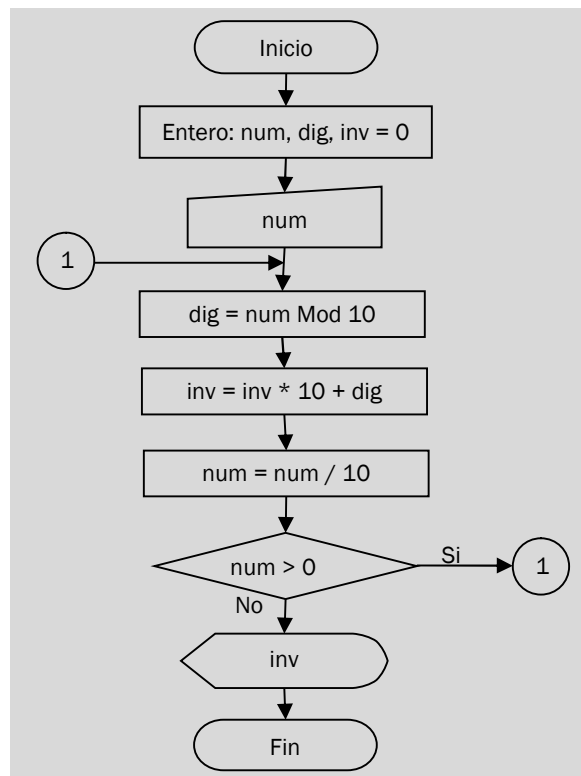 Inicio
Entero: num, dig, inv = 0
num
1
dig = num Mod 10
inv = inv * 10 + dig
num = num / 10
num > 0
Si
1
No
inv
Fin